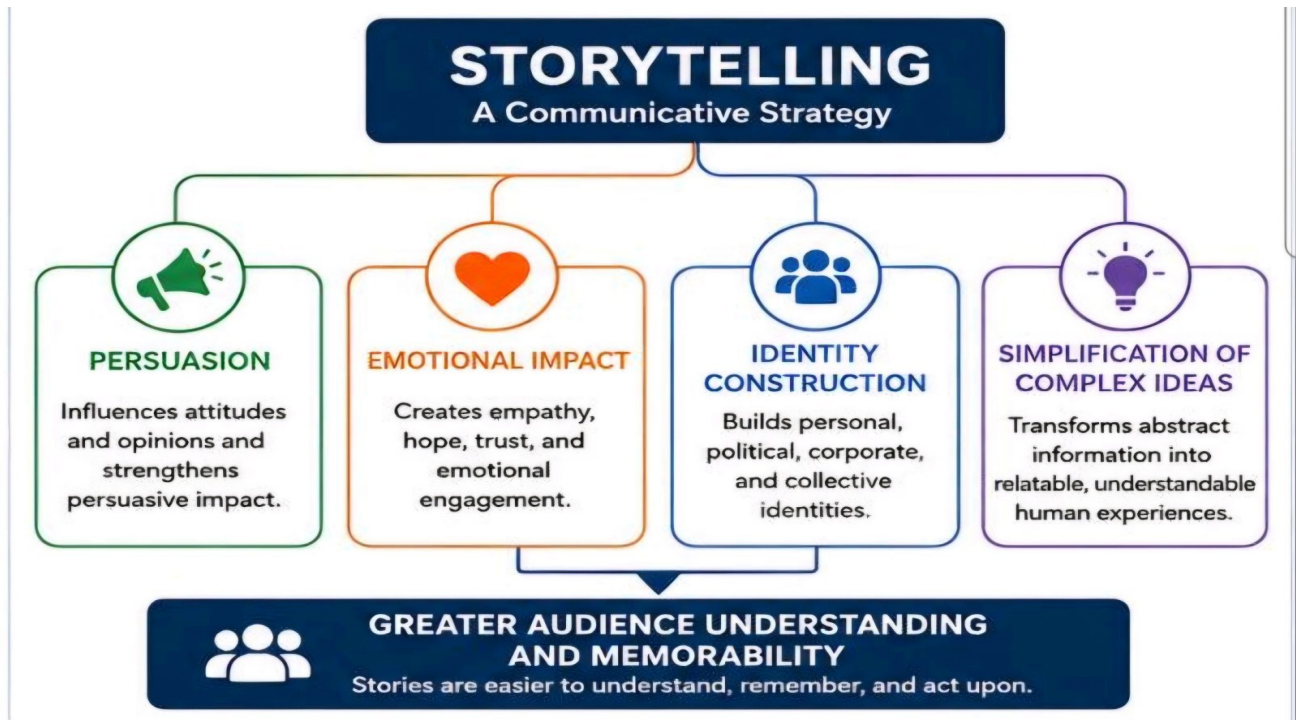 STORYTELLING
A Communicative Strategy
PERSUASION
Influences attitudes
and opinions and
strengthens
persuasive impact.
EMOTIONAL IMPACT
Creates empathy,
hope, trust, and
emotional
engagement.
IDENTITY
CONSTRUCTION
Builds personal,
political, corporate,
and collective
identities.
SIMPLIFICATION OF
COMPLEX IDEAS
Transforms abstract
information into
relatable, understandable
human experiences.
GREATER AUDIENCE UNDERSTANDING
AND MEMORABILITY
Stories are easier to understand, remember, and act upon.